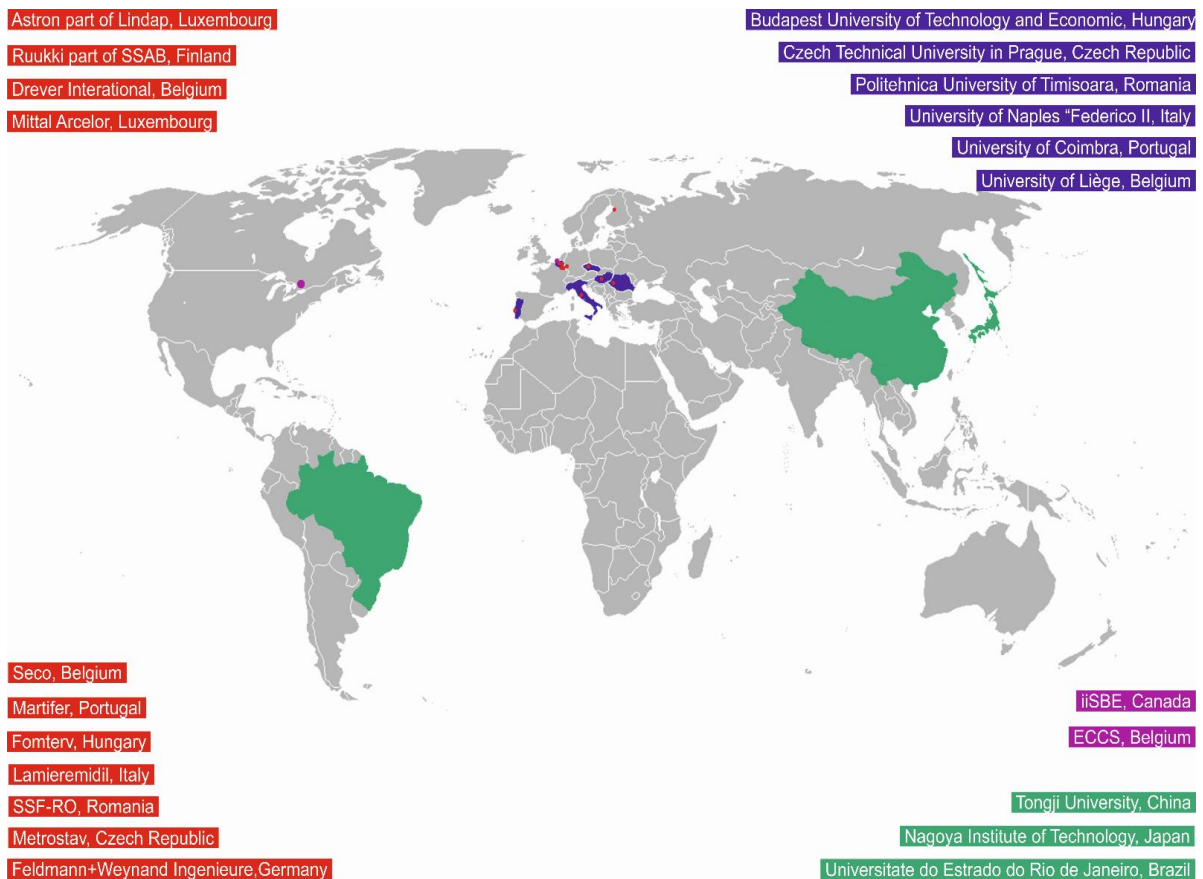 Astron part of Lindap, Luxembourg
Ruukki part of SSAB, Finland
Drever Interational, Belgium
Mittal Arcelor, Luxembourg
Budapest University of Technology and Economic, Hungary
Czech Technical University in Prague, Czech Republic
Politehnica University of Timisoara, Romania
University of Naples “Federico II, Italy
University of Coimbra, Portugal
University of Liège, Belgium
Seco, Belgium
Martifer, Portugal
Fomterv, Hungary
Lamieremidil, Italy
SSF-RO, Romania
Metrostav, Czech Republic
Feldmann+Weynand Ingenieure,Germany
iiSBE, Canada
ECCS, Belgium
Tongji University, China
Nagoya Institute of Technology, Japan
Universitate do Estrado do Rio de Janeiro, Brazil